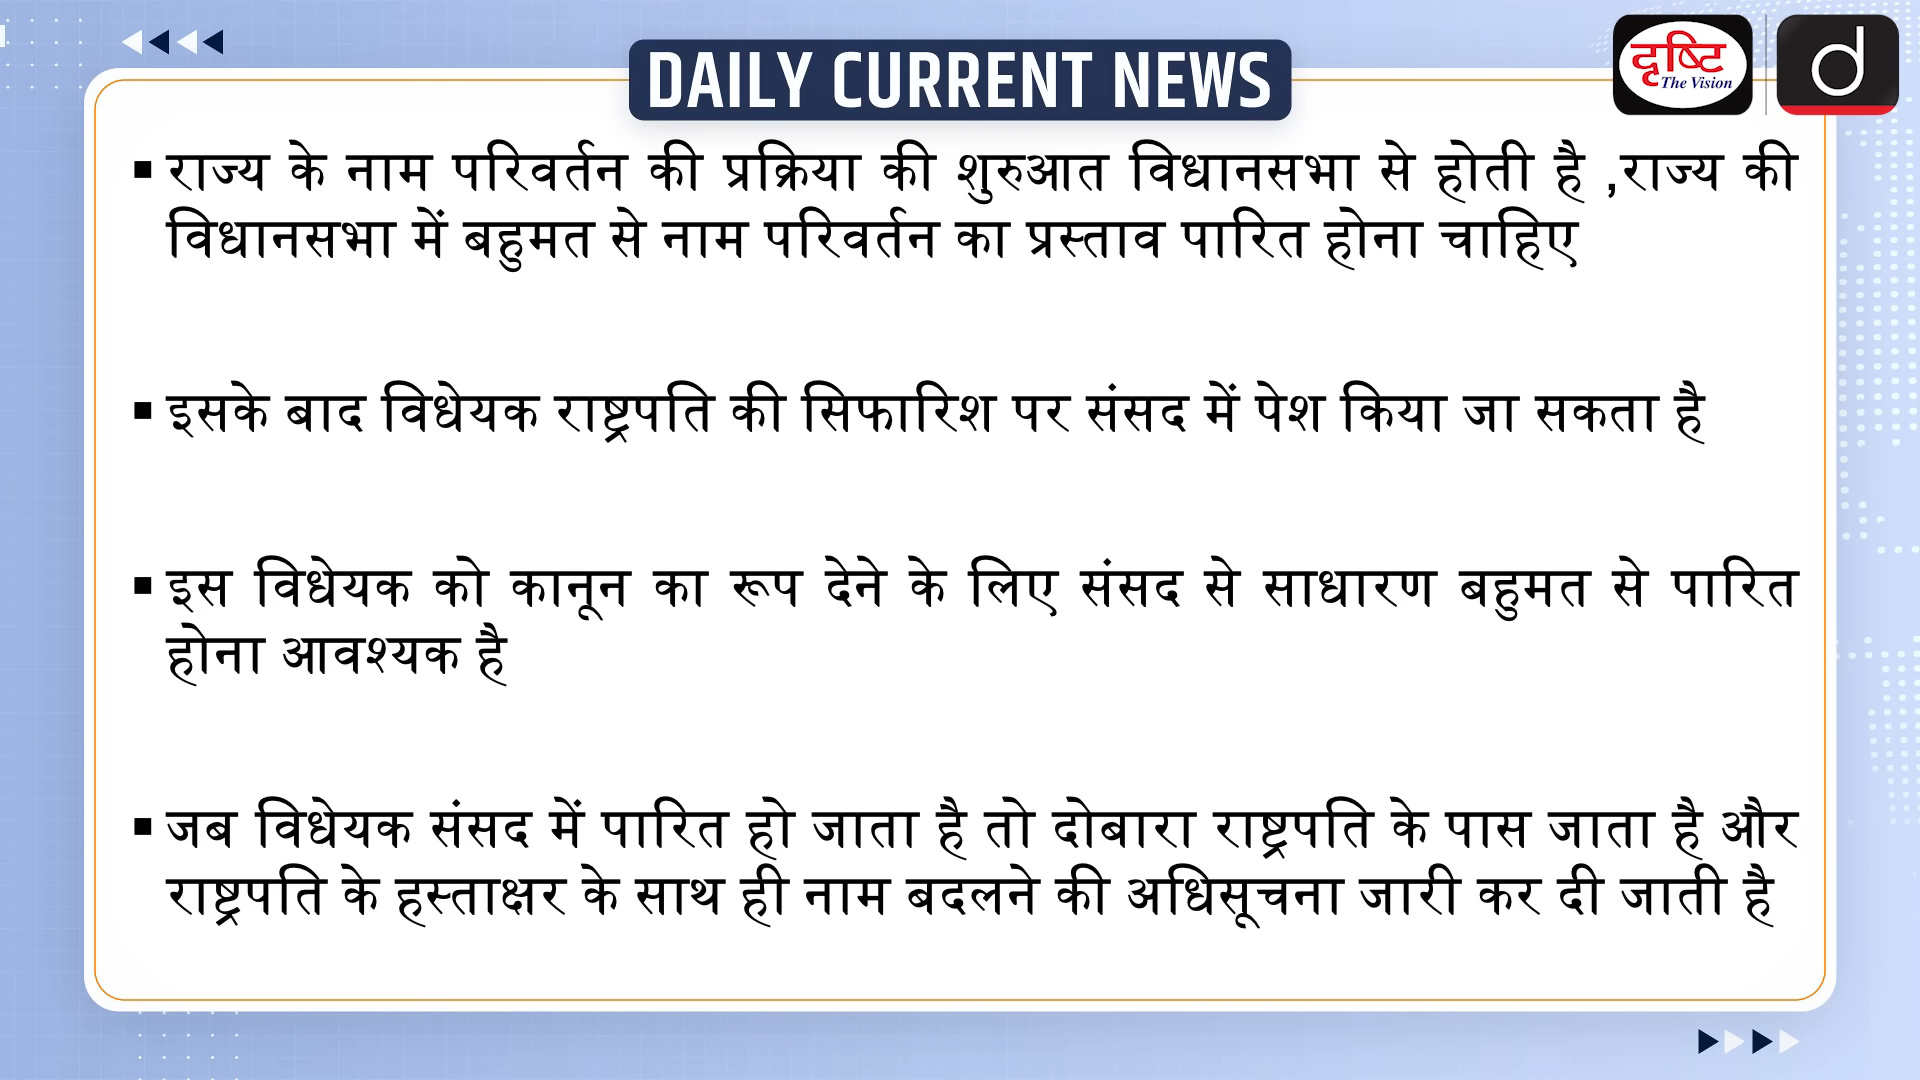 DAILY CURRENT NEWS
दृष्टि
The Vision
d
▪ राज्य के नाम परिवर्तन की प्रक्रिया की शुरुआत विधानसभा से होती है ,राज्य की
विधानसभा में बहुमत से नाम परिवर्तन का प्रस्ताव पारित होना चाहिए
▪ इसके बाद विधेयक राष्ट्रपति की सिफारिश पर संसद में पेश किया जा सकता है
▪ इस विधेयक को कानून का रूप देने के लिए संसद से साधारण बहुमत से पारित
होना आवश्यक है
▪ जब विधेयक संसद में पारित हो जाता है तो दोबारा राष्ट्रपति के पास जाता है और
राष्ट्रपति के हस्ताक्षर के साथ ही नाम बदलने की अधिसूचना जारी कर दी जाती है